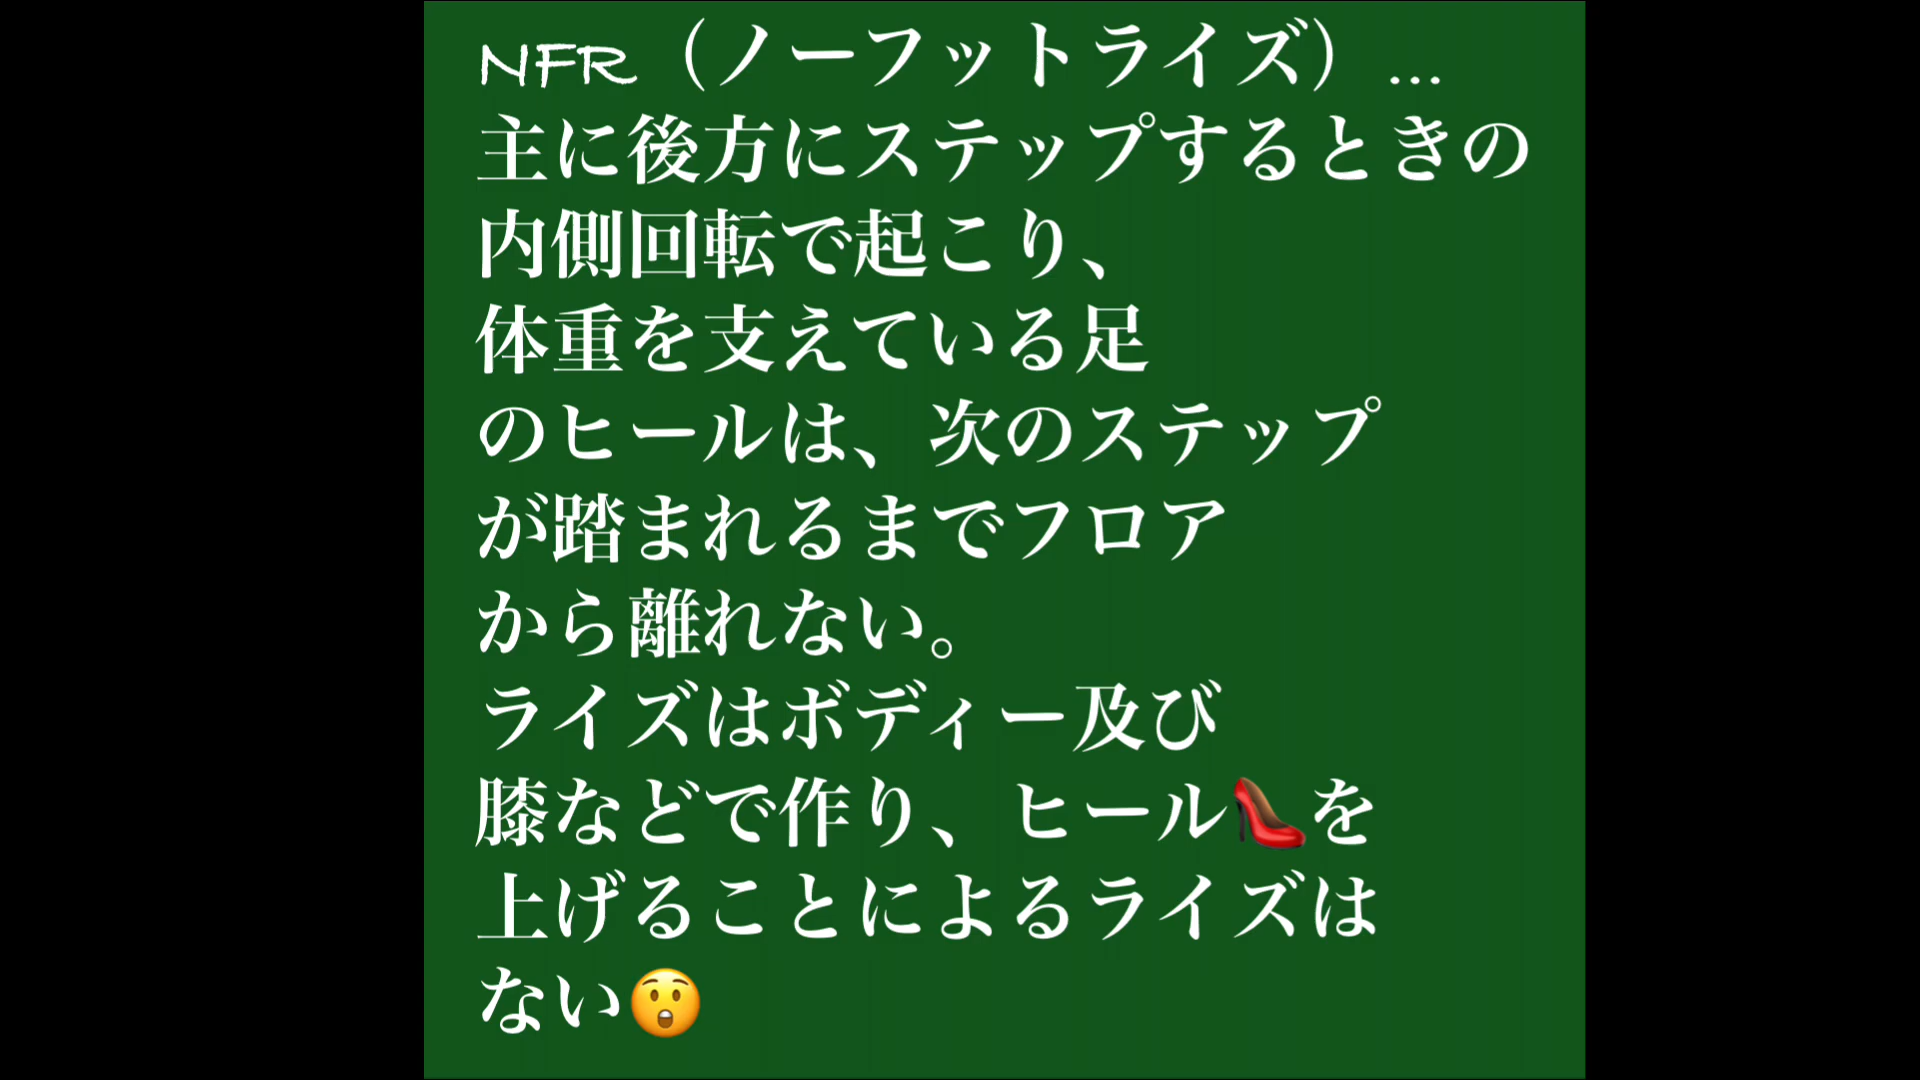 NFR（ノーフットライズ）…
主に後方にステップするときの
内側回転で起こり、
体重を支えている足
のヒールは、次のステップ
が踏まれるまでフロア
から離れない。
ライズはボディー及び
膝などで作り、ヒール👠を
上げることによるライズは
ない😲